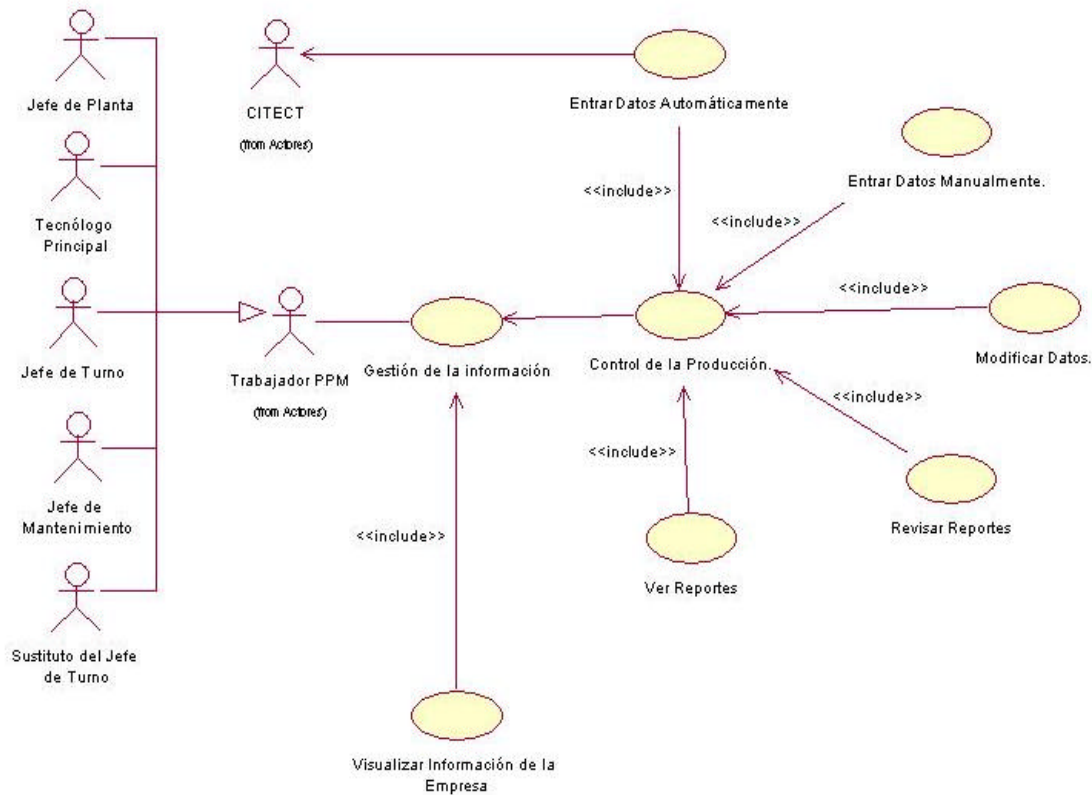 Jefe de Planta
CITECT
(from Actores)
Entrar Datos Automáticamente
Tecnólogo
Principal
<<include>>
Entrar Datos Manualmente.
<<include>>
Jefe de Turno
Trabajador PPM
(from Actores)
Gestión de la información
Control de la Producción.
<<include>>
Modificar Datos.
<<include>>
Jefe de
Mantenimiento
<<include>>
Revisar Reportes
<<include>>
Ver Reportes
Sustituto del Jefe
de Turno
Visualizar Información de la
Empresa